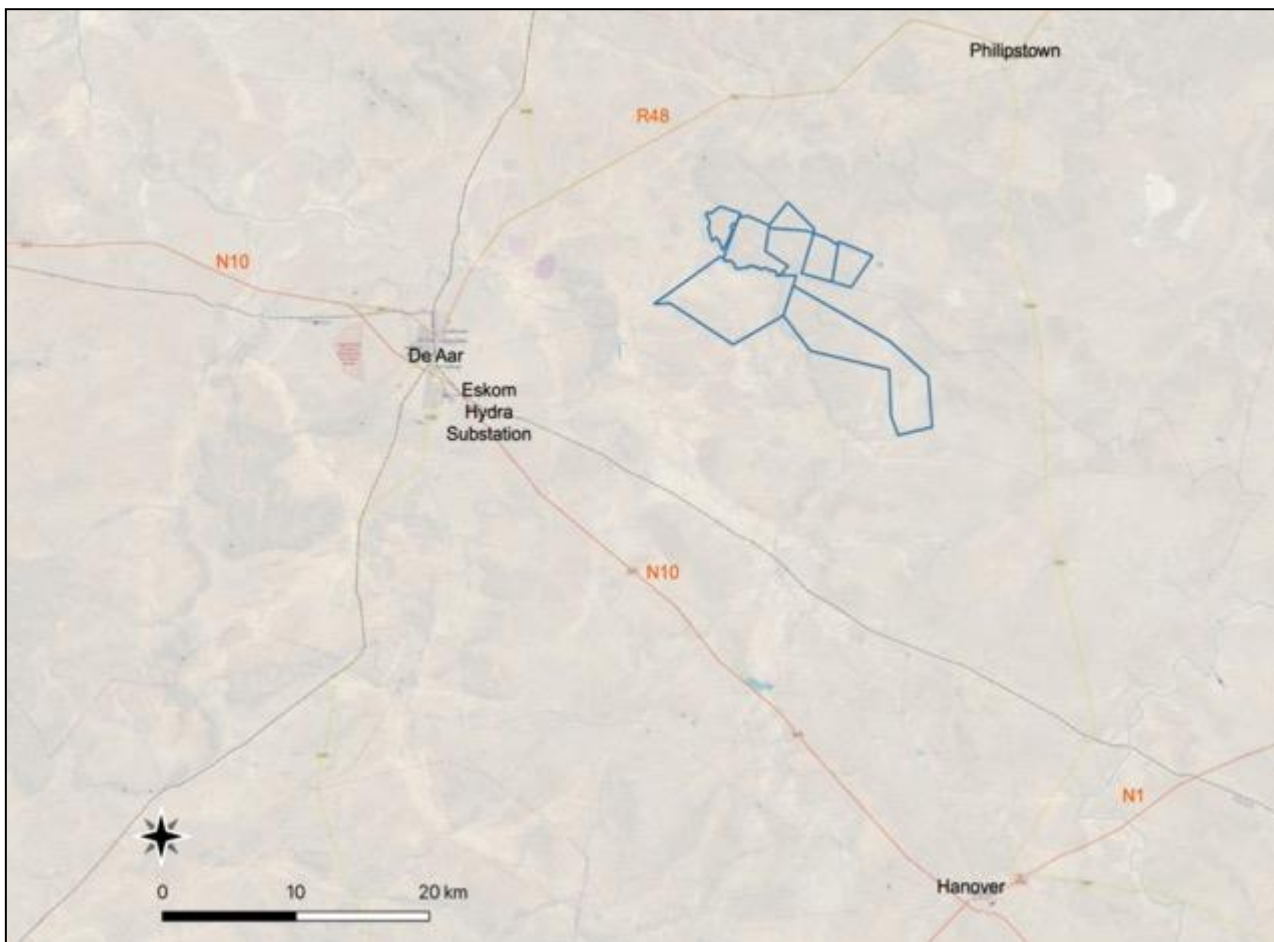 Philipstown
R48
N10
De Aar
Eskom
Hydra
Substation
N10
N1
Hanover
0 10 20 km